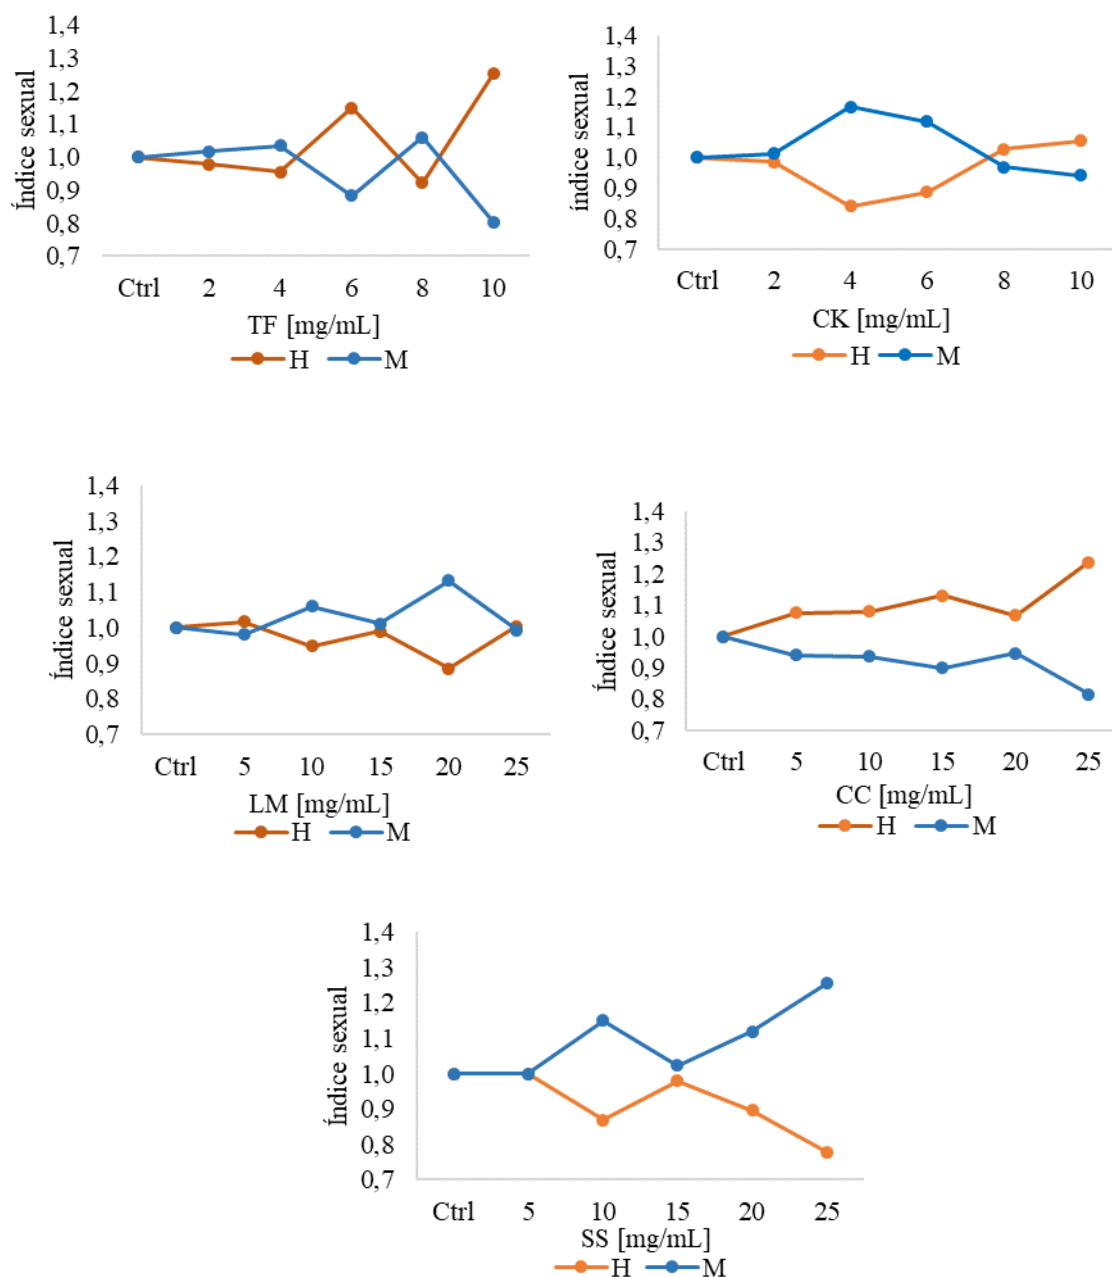 1,4
1,3
1,2
1,1
1,0
0,9
0,8
0,7
Índice sexual
Ctrl 2 4 6 8 10
TF [mg/mL]
H M
1,4
1,3
1,2
1,1
1,0
0,9
0,8
0,7
índice sexual
Ctrl 2 4 6 8 10
CK [mg/mL]
H M
1,4
1,3
1,2
1,1
1,0
0,9
0,8
0,7
Índice sexual
Ctrl 5 10 15 20 25
LM [mg/mL]
H M
1,4
1,3
1,2
1,1
1,0
0,9
0,8
0,7
Índice sexual
Ctrl 5 10 15 20 25
CC [mg/mL]
H M
1,4
1,3
1,2
1,1
1,0
0,9
0,8
0,7
Índice sexual
Ctrl 5 10 15 20 25
SS [mg/mL]
H M